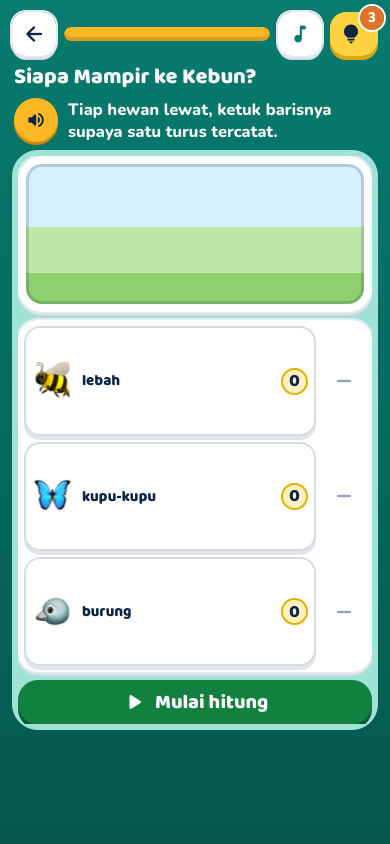 3
Siapa Mampir ke Kebun?
Tiap hewan lewat, ketuk barisnya
supaya satu turus tercatat.
lebah 0 –
kupu-kupu 0 –
burung 0 –
Mulai hitung